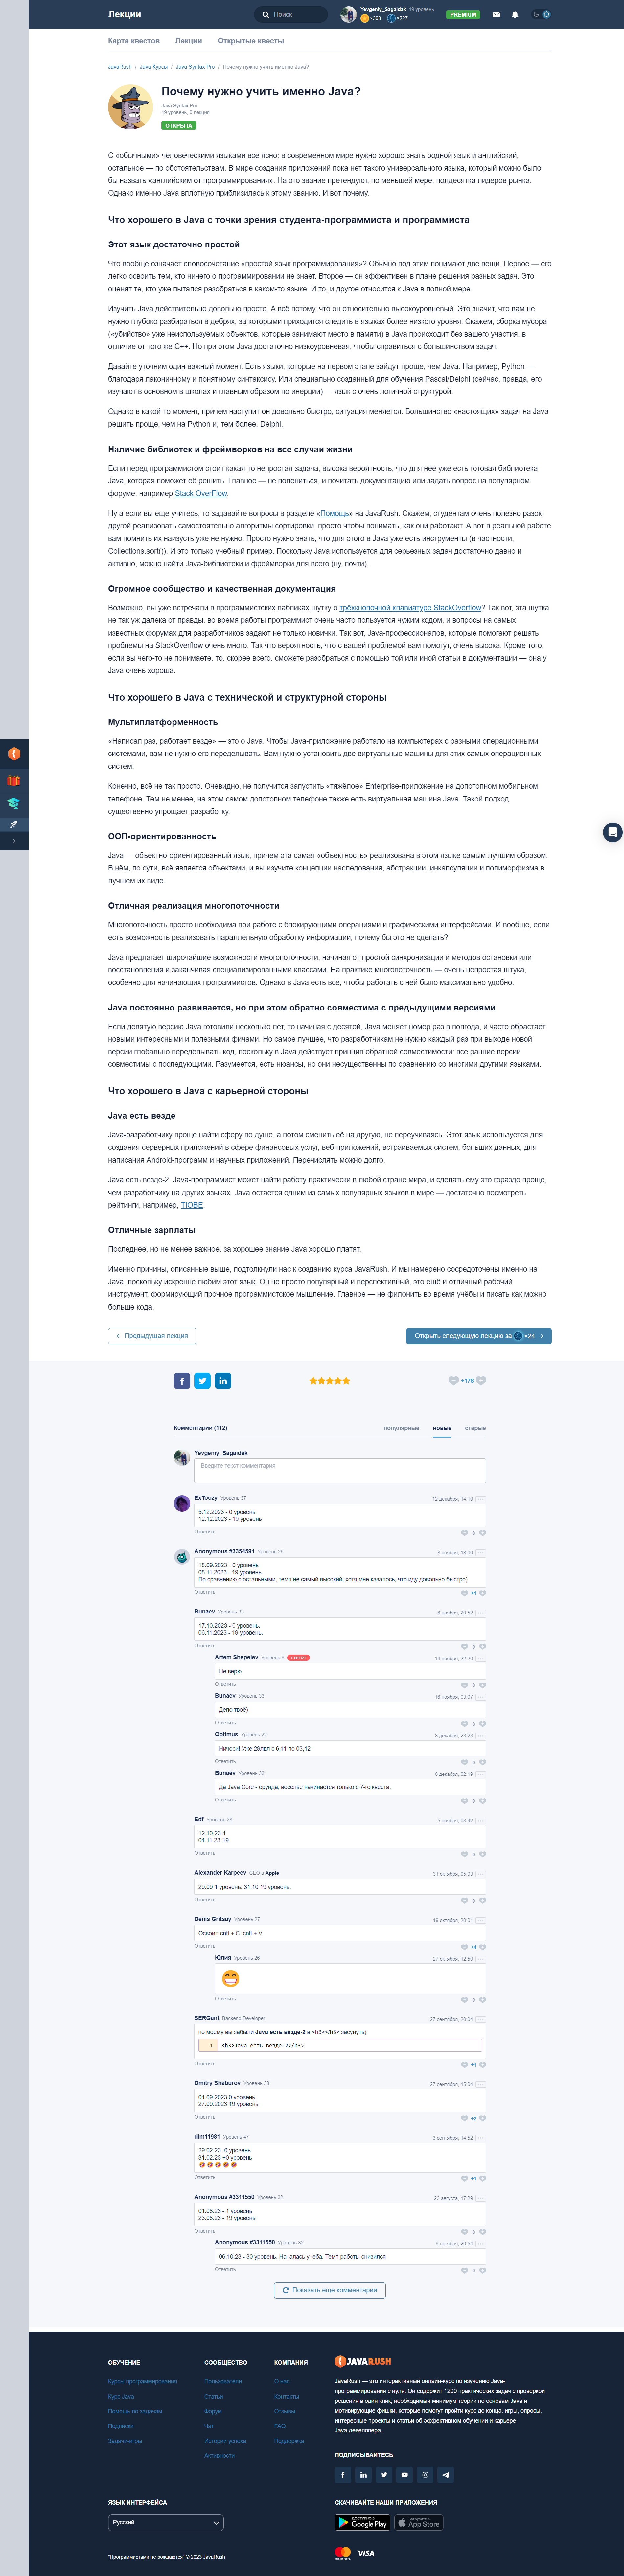 Лекции
Поиск
Yevgeniy_Sagaidak 19 уровень
+303
+227
PREMIUM
Карта квестов
Лекции
Открытые квесты
JavaRush / Java Курсы / Java Syntax Pro / Почему нужно учить именно Java?
Почему нужно учить именно Java?
Java Syntax Pro
19 уровень, 0 лекция
ОТКРЫТА
С «обычными» человеческими языками всё ясно: в современном мире нужно хорошо знать родной язык и английский,
остальное — по обстоятельствам. В мире создания приложений пока нет такого универсального языка, который можно было
бы назвать «английским от программирования». На это звание претендуют, по меньшей мере, полдесятка лидеров рынка.
Однако именно Java вплотную приблизилась к этому званию. И вот почему.
Что хорошего в Java с точки зрения студента-программиста и программиста
Этот язык достаточно простой
Что вообще означает словосочетание «простой язык программирования»? Обычно под этим понимают две вещи. Первое — его
легко освоить тем, кто ничего о программировании не знает. Второе — он эффективен в плане решения разных задач. Это
оценят те, кто уже пытался разобраться в каком-то языке. И то, и другое относится к Java в полной мере.
Изучить Java действительно довольно просто. А всё потому, что он относительно высокоуровневый. Это значит, что вам не
нужно глубоко разбираться в дебрях, за которыми приходится следить в языках более низкого уровня. Скажем, сборка мусора
(«убийство» уже неиспользуемых объектов, которые занимают место в памяти) в Java происходит без вашего участия, в
отличие от того же C++. Но при этом Java достаточно низкоуровневая, чтобы справиться с большинством задач.
Давайте уточним один важный момент. Есть языки, которые на первом этапе зайдут проще, чем Java. Например, Python —
благодаря лаконичному и понятному синтаксису. Или специально созданный для обучения Pascal/Delphi (сейчас, правда, его
изучают в основном в школах и главным образом по инерции) — язык с очень логичной структурой.
Однако в какой-то момент, причём наступит он довольно быстро, ситуация поменяется. Большинство «настоящих» задач на Java
решить проще, чем на Python и, тем более, Delphi.
Наличие библиотек и фреймворков на все случаи жизни
Если перед программистом стоит какая-то непростая задача, высока вероятность, что для неё уже есть готовая библиотека
Java, которая поможет её решить. Главное — не полениться, и почитать документацию или задать вопрос на популярном
форуме, например Stack OverFlow.
Ну а если вы ещё учитесь, то задавайте вопросы в разделе «Помощь» на JavaRush. Скажем, студентам очень полезно разок-
другой реализовать самостоятельно алгоритмы сортировки, просто чтобы понимать, как они работают. А вот в реальной работе
вам помнить их наизусть уже не нужно. Просто нужно знать, что для этого в Java уже есть инструменты (в частности,
Collections.sort()). И это только учебный пример. Поскольку Java используется для серьезных задач достаточно давно и
активно, можно найти Java-библиотеки и фреймворки для всего (ну, почти).
Огромное сообщество и качественная документация
Возможно, вы уже встречали в программистских пабликах шутку о трёхкнопочной клавиатуре StackOverflow? Так вот, эта шутка
не так уж далека от правды: во время работы программист очень часто пользуется чужим кодом, и вопросы на самых
известных форумах для разработчиков задают не только новички. Так вот, Java-профессионалов, которые помогают решать
проблемы на StackOverflow очень много. Так что вероятность, что с вашей проблемой вам помогут, очень высока. Кроме того,
если вы чего-то не понимаете, то, скорее всего, сможете разобраться с помощью той или иной статьи в документации — она у
Java очень хороша.
Что хорошего в Java с технической и структурной стороны
Мультиплатформенность
«Написал раз, работает везде» — это о Java. Чтобы Java-приложение работало на компьютерах с разными операционными
системами, вам не нужно его переделывать. Вам нужно установить две виртуальные машины для этих самых операционных
систем.
Конечно, всё не так просто. Очевидно, не получится запустить «тяжёлое» Enterprise-приложение на допотопном мобильном
телефоне. Тем не менее, на этом самом допотопном телефоне также есть виртуальная машина Java. Такой подход
существенно упрощает разработку.
ООП-ориентированность
Java — объектно-ориентированный язык, причём эта самая «объектность» реализована в этом языке самым лучшим образом.
В нём, по сути, всё является объектами, и вы изучите концепции наследования, абстракции, инкапсуляции и полиморфизма в
лучшем их виде.
Отличная реализация многопоточности
Многопоточность просто необходима при работе с блокирующими операциями и графическими интерфейсами. И вообще, если
есть возможность реализовать параллельную обработку информации, почему бы это не сделать?
Java предлагает широчайшие возможности многопоточности, начиная от простой синхронизации и методов остановки или
восстановления и заканчивая специализированными классами. На практике многопоточность — очень непростая штука,
особенно для начинающих программистов. Однако в Java есть всё, чтобы работать с ней было максимально удобно.
Java постоянно развивается, но при этом обратно совместима с предыдущими версиями
Если девятую версию Java готовили несколько лет, то начиная с десятой, Java меняет номер раз в полгода, и часто обрастает
новыми интересными и полезными фичами. Но самое лучшее, что разработчикам не нужно каждый раз при выходе новой
версии глобально переделывать код, поскольку в Java действует принцип обратной совместимости: все ранние версии
совместимы с последующими. Разумеется, есть нюансы, но они несущественны по сравнению со многими другими языками.
Что хорошего в Java с карьерной стороны
Java есть везде
Java-разработчику проще найти сферу по душе, а потом сменить её на другую, не переучиваясь. Этот язык используется для
создания серверных приложений в сфере финансовых услуг, веб-приложений, встраиваемых систем, больших данных, для
написания Android-программ и научных приложений. Перечислять можно долго.
Java есть везде-2. Java-программист может найти работу практически в любой стране мира, и сделать ему это гораздо проще,
чем разработчику на других языках. Java остается одним из самых популярных языков в мире — достаточно посмотреть
рейтинги, например, TIOBE.
Отличные зарплаты
Последнее, но не менее важное: за хорошее знание Java хорошо платят.
Именно причины, описанные выше, подтолкнули нас к созданию курса JavaRush. И мы намерено сосредоточены именно на
Java, поскольку искренне любим этот язык. Он не просто популярный и перспективный, это ещё и отличный рабочий
инструмент, формирующий прочное программистское мышление. Главное — не филонить во время учёбы и писать как можно
больше кода.
Предыдущая лекция
Открыть следующую лекцию за ×24
+178
Комментарии (112)
популярные
новые
старые
Yevgeniy_Sagaidak
Введите текст комментария
ExToozy Уровень 27
12 декабря, 14:10
5.12.2023 - 0 уровень
12.12.2023 - 19 уровень
Ответить
0
Anonymous #3354591 Уровень 26
8 ноября, 18:00
18.09.2023 - 0 уровень
08.11.2023 - 19 уровень
По сравнению с остальными, темп не самый высокий, хотя мне казалось, что иду довольно быстро)
Ответить
+1
Bunaev Уровень 33
6 ноября, 20:52
17.10.2023 - 0 уровень.
06.11.2023 - 19 уровень.
Ответить
0
Artem Shepelev Уровень 8 EXPERT
14 ноября, 22:20
Не верю
Ответить
0
Bunaev Уровень 33
16 ноября, 03:07
Дело твоё)
Ответить
0
Optimus Уровень 22
3 декабря, 23:23
Ничоси! Уже 29лвл с 6,11 по 03,12
Ответить
0
Bunaev Уровень 33
6 декабря, 02:19
Да Java Core - ерунда, веселье начинается только с 7-го квеста.
Ответить
0
Edf Уровень 28
5 ноября, 03:42
12.10.23-1
04.11.23-19
Ответить
0
Alexander Karpeev CEO в Apple
31 октября, 05:03
29.09 1 уровень. 31.10 19 уровень.
Ответить
0
Denis Gritsay Уровень 27
19 октября, 20:01
Освоил cntl + C cntl + V
Ответить
+4
Юлия Уровень 26
27 октября, 12:50
Ответить
0
SERGant Backend Developer
27 сентября, 20:04
по моему вы забыли Java есть везде-2 в <h3></h3> засунуть)
1 <h3>Java есть везде-2</h3>
Ответить
+1
Dmitry Shaburov Уровень 33
27 сентября, 15:04
01.09.2023 0 уровень
27.09.2023 19 уровень
Ответить
+2
dim11981 Уровень 47
3 сентября, 14:52
29.02.23 -0 уровень
31.02.23 +0 уровень
Ответить
+1
Anonymous #3311550 Уровень 32
23 августа, 17:29
01.08.23 - 1 уровень
23.08.23 - 19 уровень
Ответить
0
Anonymous #3311550 Уровень 32
6 октября, 20:54
06.10.23 - 30 уровень. Началась учеба. Темп работы снизился
Ответить
0
Показать еще комментарии
ОБУЧЕНИЕ
Курсы программирования
Курс Java
Помощь по задачам
Подписки
Задачи-игры
СООБЩЕСТВО
Пользователи
Статьи
Форум
Чат
Истории успеха
Активности
КОМПАНИЯ
О нас
Контакты
Отзывы
FAQ
Поддержка
JAVARUSH
JavaRush — это интерактивный онлайн-курс по изучению Java-
программирования с нуля. Он содержит 1200 практических задач с проверкой
решения в один клик, необходимый минимум теории по основам Java и
мотивирующие фишки, которые помогут пройти курс до конца: игры, опросы,
интересные проекты и статьи об эффективном обучении и карьере
Java девелопера.
ПОДПИСЫВАЙТЕСЬ
ЯЗЫК ИНТЕРФЕЙСА
Русский
СКАЧИВАЙТЕ НАШИ ПРИЛОЖЕНИЯ
ДОСТУПНО В
Google Play
Загрузите в
App Store
"Программистами не рождаются" © 2023 JavaRush
VISA